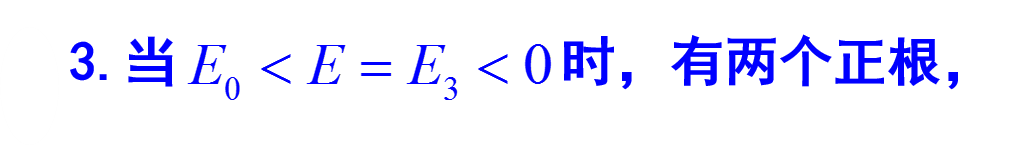 3. 当 E₀ < E = E₃ < 0 时，有两个正根，